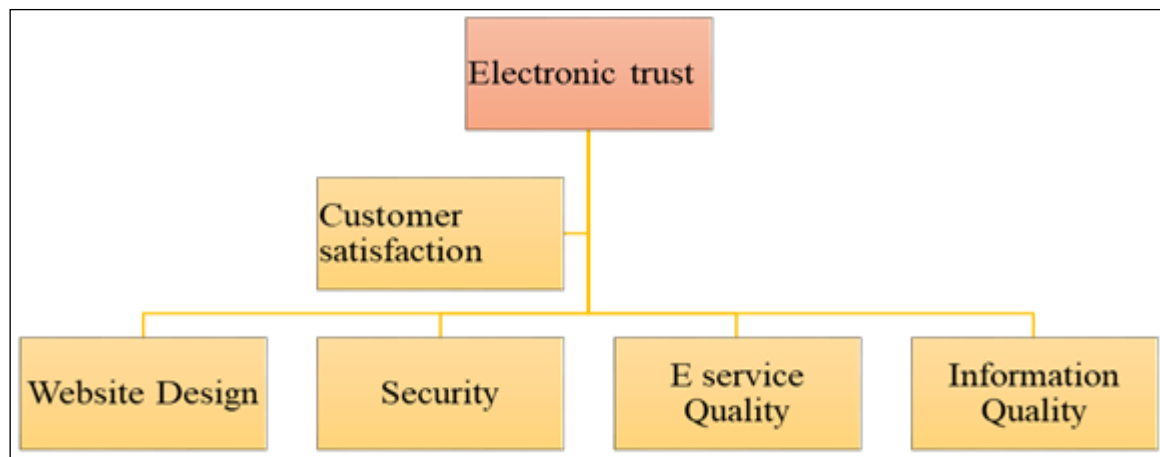 Electronic trust
Customer
satisfaction
Website Design
Security
E service
Quality
Information
Quality